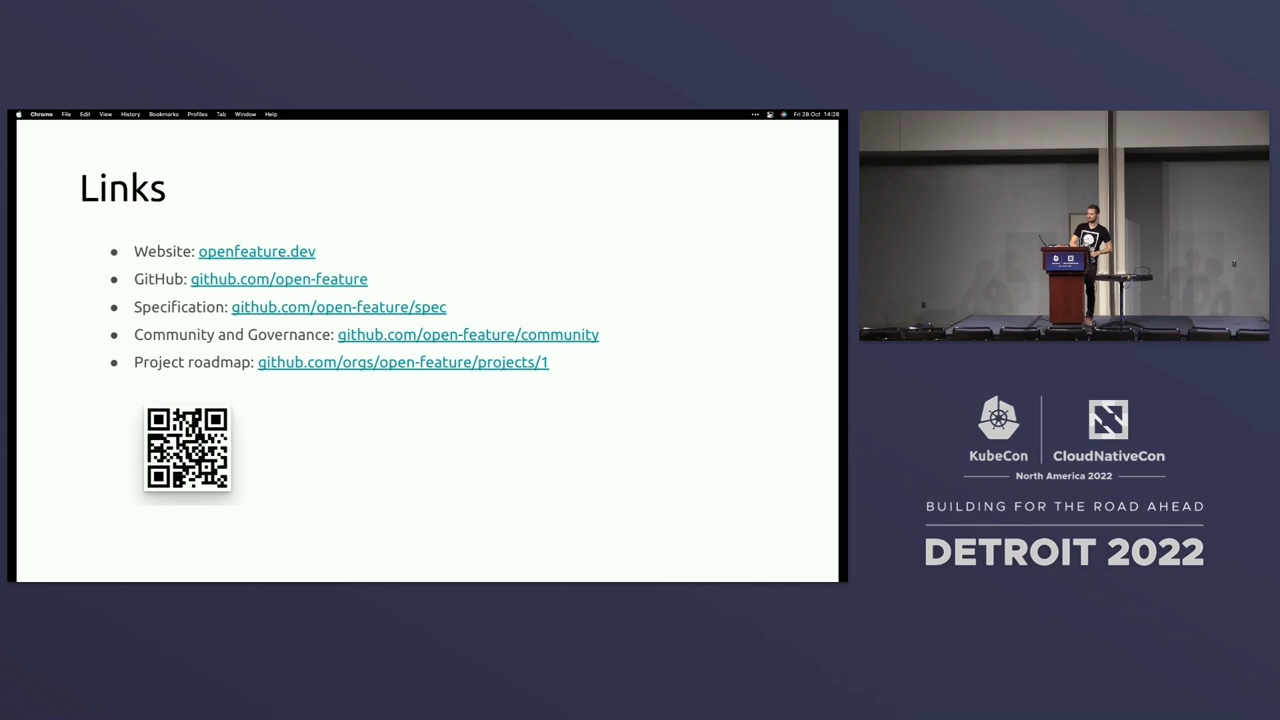 Chrome File Edit View History Bookmarks Profiles Tab Window Help
Fri 28 Oct 14:28
Links
Website: openfeature.dev
GitHub: github.com/open-feature
Specification: github.com/open-feature/spec
Community and Governance: github.com/open-feature/community
Project roadmap: github.com/orgs/open-feature/projects/1
KubeCon
CloudNativeCon
North America 2022
BUILDING FOR THE ROAD AHEAD
DETROIT 2022